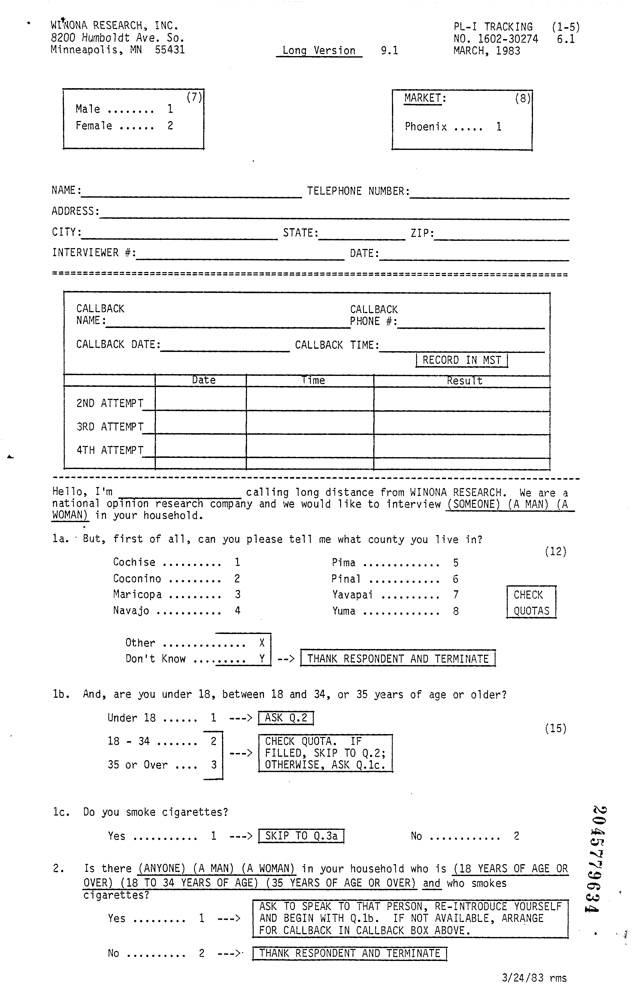 WINONA RESEARCH, INC. PL-I TRACKING (1-5)
8200 Humboldt Ave. So. NO. 1602-30274 6.1
Minneapolis, MN 55431 Long Version 9.1 MARCH, 1983
(7) MARKET: (8)
Male ........ 1
Female ...... 2 Phoenix ..... 1
NAME: TELEPHONE NUMBER:
ADDRESS:
CITY: STATE: ZIP:
INTERVIEWER #: DATE:
CALLBACK CALLBACK
NAME: PHONE #:
CALLBACK DATE: CALLBACK TIME:
RECORD IN MST
Date Time Result
2ND ATTEMPT
3RD ATTEMPT
4TH ATTEMPT
Hello, I'm ____ calling long distance from WINONA RESEARCH. We are a
national opinion research company and we would like to interview (SOMEONE) (A MAN) (A
WOMAN) in your household.
1a. But, first of all, can you please tell me what county you live in?
(12)
Cochise .......... 1 Pima ............. 5
Coconino ......... 2 Pinal ............ 6
Maricopa ......... 3 Yavapai .......... 7 CHECK
Navajo ........... 4 Yuma ............. 8 QUOTAS
Other .............. X
Don't Know ......... Y --> THANK RESPONDENT AND TERMINATE
1b. And, are you under 18, between 18 and 34, or 35 years of age or older?
Under 18 ...... 1 ---> ASK Q.2
(15)
18 - 34 ....... 2 CHECK QUOTA. IF
---> FILLED, SKIP TO Q.2;
35 or Over .... 3 OTHERWISE, ASK Q.1c.
1c. Do you smoke cigarettes?
Yes ........... 1 ---> SKIP TO Q.3a No ............ 2
2. Is there (ANYONE) (A MAN) (A WOMAN) in your household who is (18 YEARS OF AGE OR
OVER) (18 TO 34 YEARS OF AGE) (35 YEARS OF AGE OR OVER) and who smokes
cigarettes?
ASK TO SPEAK TO THAT PERSON, RE-INTRODUCE YOURSELF
Yes ......... 1 ---> AND BEGIN WITH Q.1b. IF NOT AVAILABLE, ARRANGE
FOR CALLBACK IN CALLBACK BOX ABOVE.
No .......... 2 ---> THANK RESPONDENT AND TERMINATE
2045779634
3/24/83 rms